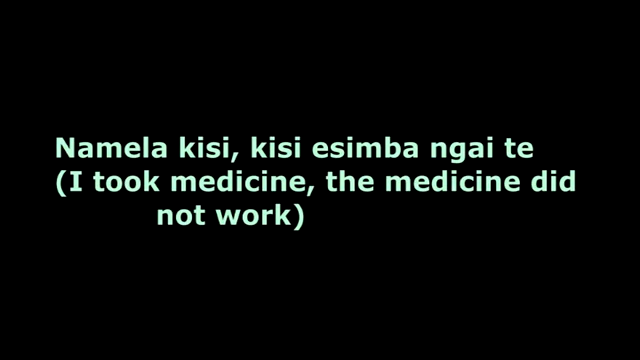 Namela kisi, kisi esimba ngai te
(I took medicine, the medicine did
not work)